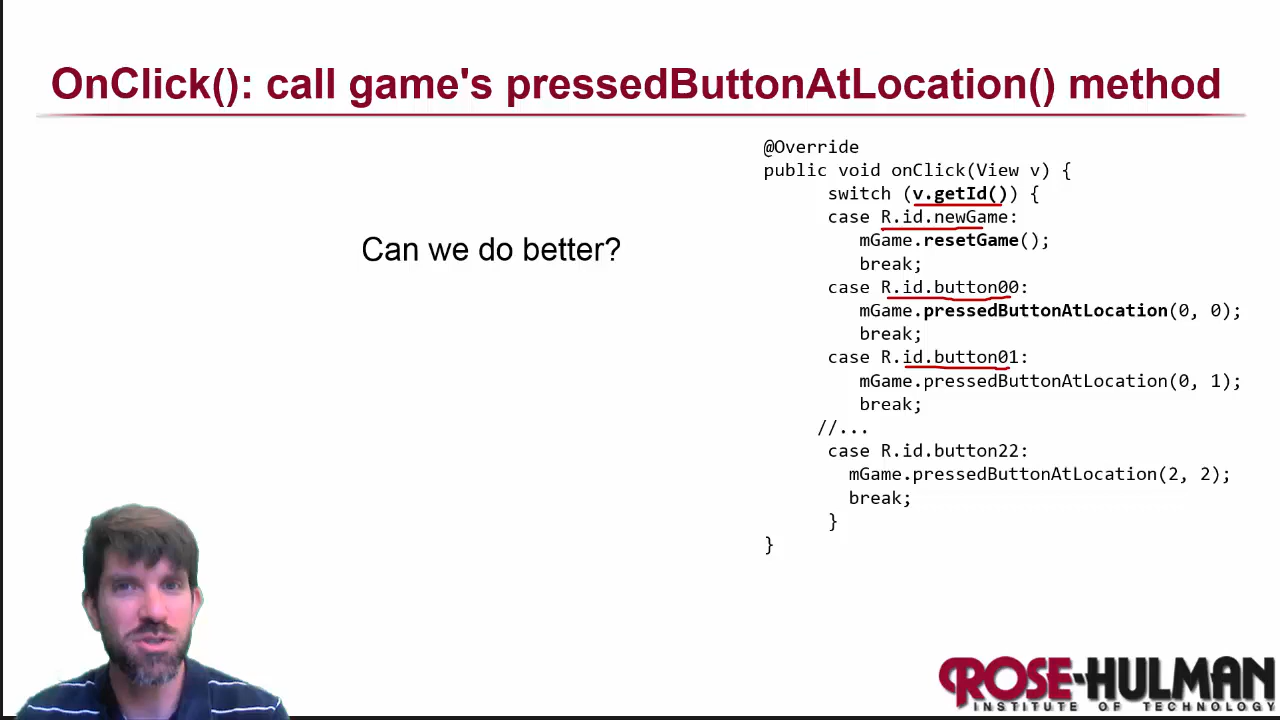 OnClick(): call game's pressedButtonAtLocation() method
Can we do better?
@Override
public void onClick(View v) {
switch (v.getId()) {
case R.id.newGame:
mGame.resetGame();
break;
case R.id.button00:
mGame.pressedButtonAtLocation(0, 0);
break;
case R.id.button01:
mGame.pressedButtonAtLocation(0, 1);
break;
//...
case R.id.button22:
mGame.pressedButtonAtLocation(2, 2);
break;
}
}
ROSE-HULMAN
INSTITUTE OF TECHNOLOGY